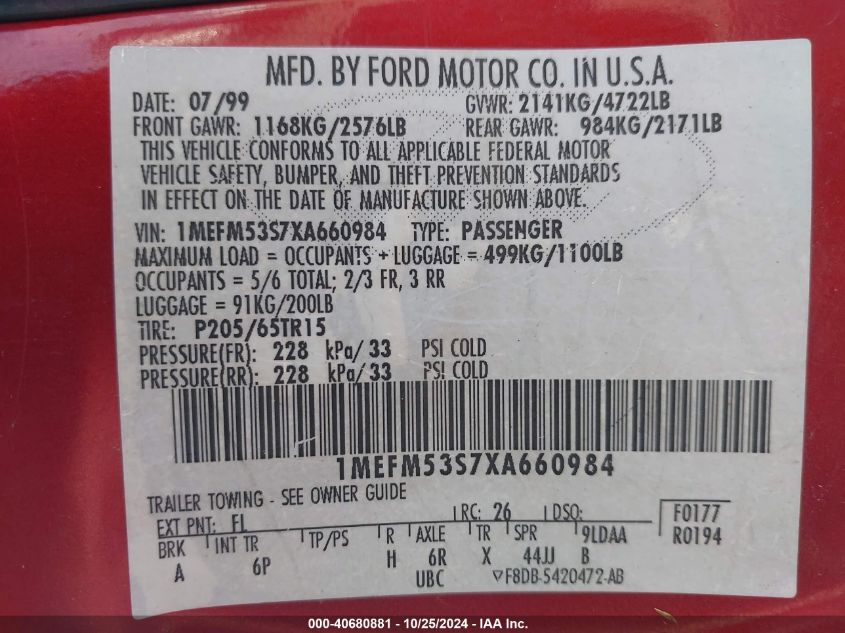 MFD. BY FORD MOTOR CO. IN U.S.A.
DATE: 07/99 GVWR: 2141KG/4722LB
FRONT GAWR: 1168KG/2576LB REAR GAWR: 984KG/2171LB
THIS VEHICLE CONFORMS TO ALL APPLICABLE FEDERAL MOTOR
VEHICLE SAFETY, BUMPER, AND THEFT PREVENTION STANDARDS
IN EFFECT ON THE DATE OF MANUFACTURE SHOWN ABOVE.
VIN: 1MEFM53S7XA660984 TYPE: PASSENGER
MAXIMUM LOAD = OCCUPANTS + LUGGAGE = 499KG/1100LB
OCCUPANTS = 5/6 TOTAL; 2/3 FR, 3 RR
LUGGAGE = 91KG/200LB
TIRE: P205/65TR15
PRESSURE(FR): 228 kPa/ 33 PSI COLD
PRESSURE(RR): 228 kPa/ 33 PSI COLD
1MEFM53S7XA660984
TRAILER TOWING - SEE OWNER GUIDE
EXT PNT: FL RC: 26 DSO: F0177
BRK INT TR TP/PS R AXLE TR SPR 9LDAA R0194
A 6P H 6R X 44JJ B
UBC ▽F8DB-5420472-AB
000-40680881 - 10/25/2024 - IAA Inc.